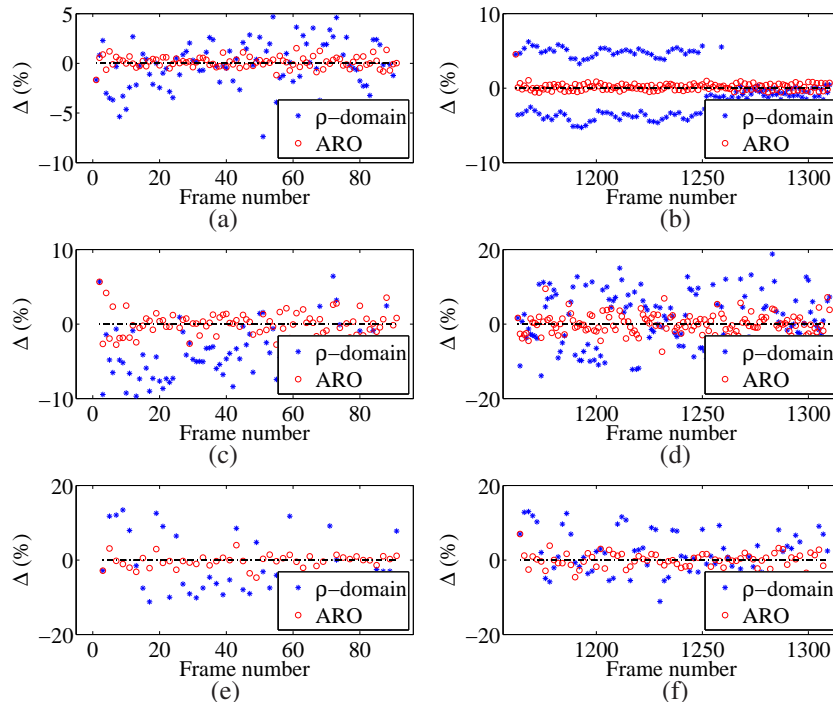 5
0
−5
−10
Δ (%)
0 20 40 60 80
Frame number
ρ−domain
ARO
(a)
10
0
−10
Δ (%)
1200 1250 1300
Frame number
ρ−domain
ARO
(b)
10
0
−10
Δ (%)
0 20 40 60 80
Frame number
ρ−domain
ARO
(c)
20
0
−20
Δ (%)
1200 1250 1300
Frame number
ρ−domain
ARO
(d)
20
0
−20
Δ (%)
0 20 40 60 80
Frame number
ρ−domain
ARO
(e)
20
0
−20
Δ (%)
1200 1250 1300
Frame number
ρ−domain
ARO
(f)